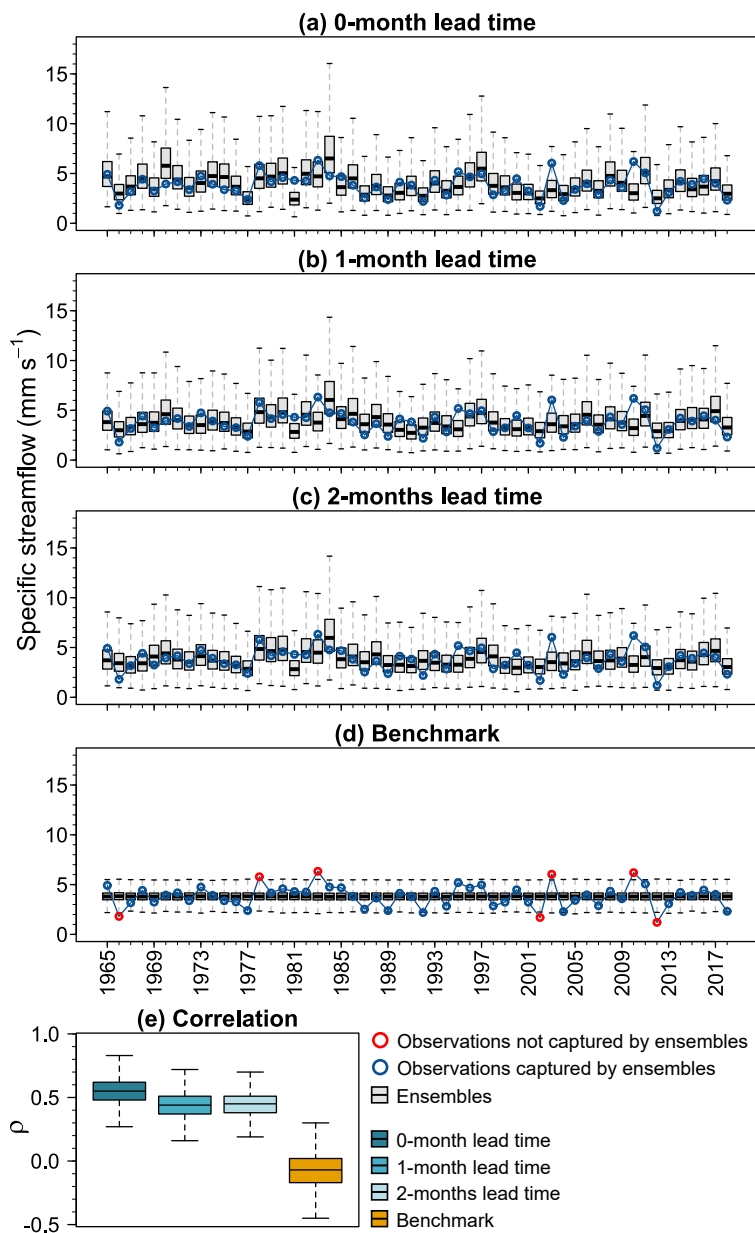 (a) 0-month lead time
15
10
5
0
(b) 1-month lead time
15
10
5
0
Specific streamflow (mm s⁻¹)
(c) 2-months lead time
15
10
5
0
(d) Benchmark
15
10
5
0
1965 1969 1973 1977 1981 1985 1989 1993 1997 2001 2005 2009 2013 2017
(e) Correlation
1.0
0.5
0.0
-0.5
ρ
Observations not captured by ensembles
Observations captured by ensembles
Ensembles
0-month lead time
1-month lead time
2-months lead time
Benchmark